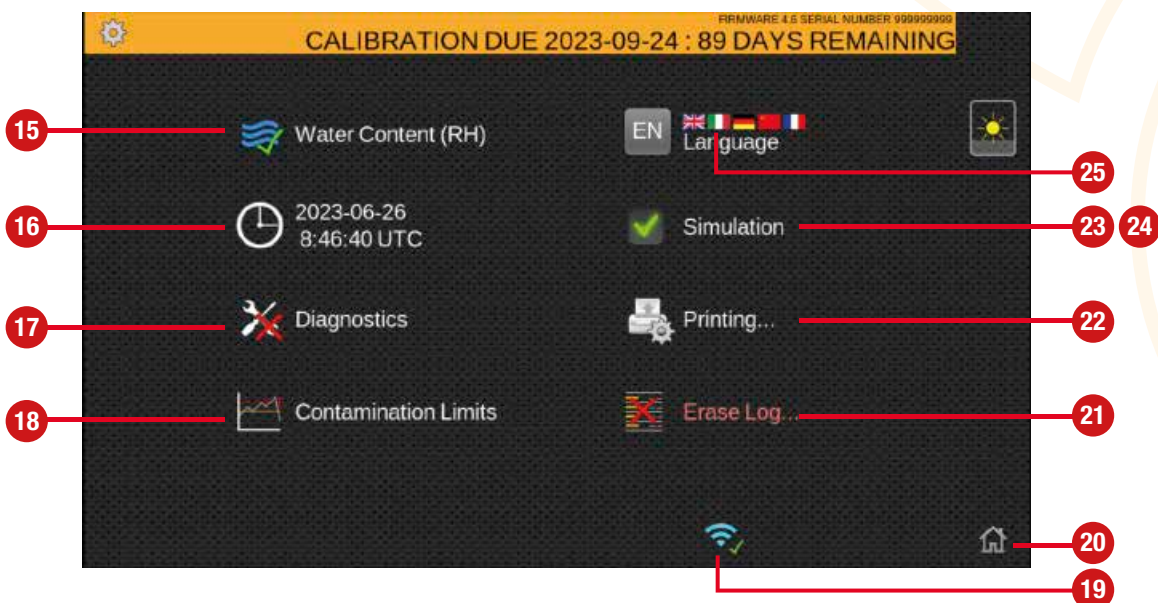 FIRMWARE 4.6 SERIAL NUMBER 999999999
CALIBRATION DUE 2023-09-24 : 89 DAYS REMAINING
15
Water Content (RH)
EN
Language
25
16
2023-06-26
8:46:40 UTC
Simulation
23 24
17
Diagnostics
Printing...
22
18
Contamination Limits
Erase Log...
21
20
19